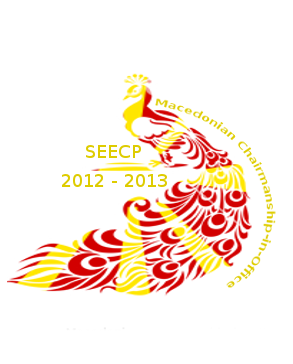 SEECP
2012 - 2013
Macedonian Chairmanship-in-Office